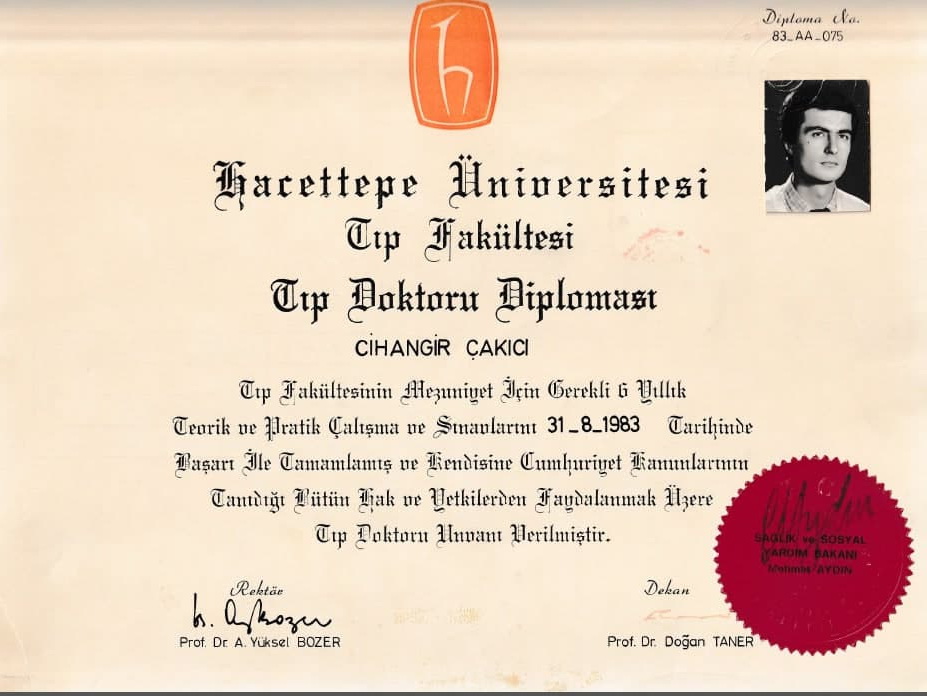 Diploma No.
83_AA_075
Hacettepe Üniversitesi
Tıp Fakültesi
Tıp Doktoru Diploması
CİHANGİR ÇAKICI
Tıp Fakültesinin Mezuniyet İçin Gerekli 6 Yıllık
Teorik ve Pratik Çalışma ve Sınavlarını 31_8_1983 Tarihinde
Başarı İle Tamamlamış ve Kendisine Cumhuriyet Kanunlarının
Tanıdığı Bütün Hak ve Yetkilerden Faydalanmak Üzere
Tıp Doktoru Unvanı Verilmiştir.
SAĞLIK ve SOSYAL
YARDIM BAKANI
Mehmet AYDIN
Rektör
Prof. Dr. A. Yüksel BOZER
Dekan
Prof. Dr. Doğan TANER